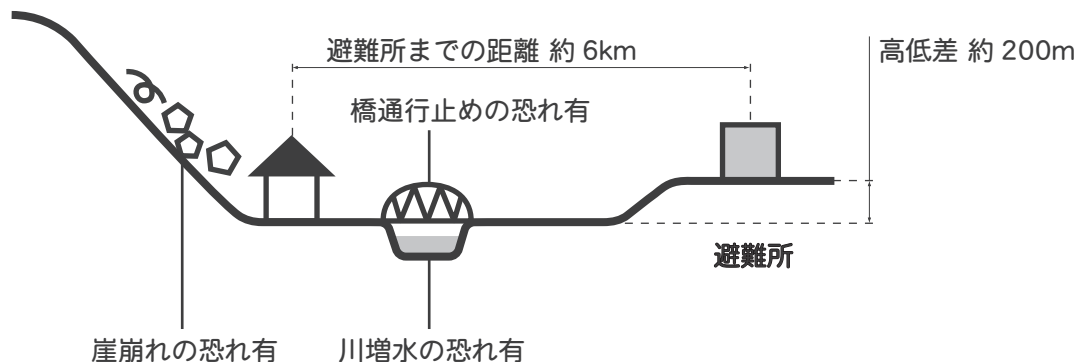 避難所までの距離 約 6km
高低差 約 200m
橋通行止めの恐れ有
避難所
崖崩れの恐れ有
川増水の恐れ有